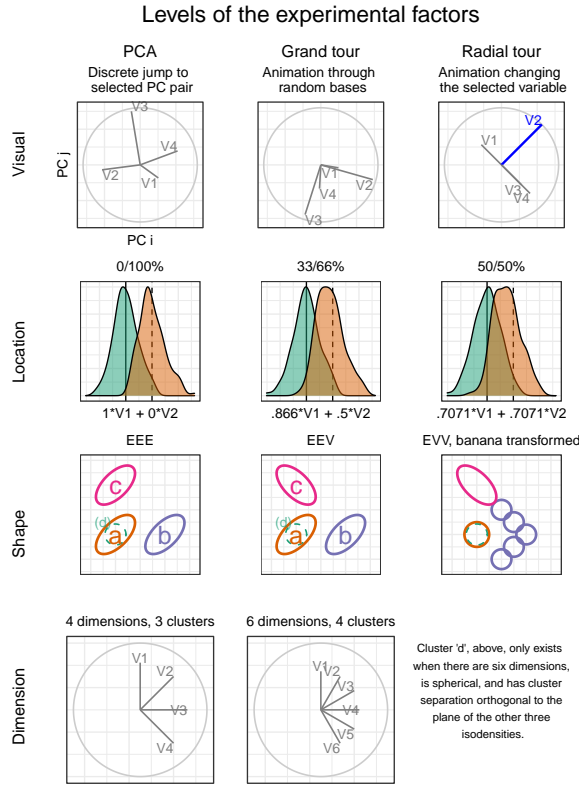 Levels of the experimental factors
PCA
Grand tour
Radial tour
Discrete jump to
selected PC pair
Animation through
random bases
Animation changing
the selected variable
Visual
PC j
V3
V4
V2
V1
V1
V2
V4
V3
V2
V1
V3
V4
PC i
0/100%
33/66%
50/50%
Location
1*V1 + 0*V2
.866*V1 + .5*V2
.7071*V1 + .7071*V2
EEE
EEV
EVV, banana transformed
Shape
c
(d)
a
b
c
(d)
a
b
4 dimensions, 3 clusters
6 dimensions, 4 clusters
Dimension
V1
V2
V3
V4
V1
V2
V3
V4
V5
V6
Cluster 'd', above, only exists
when there are six dimensions,
is spherical, and has cluster
separation orthogonal to the
plane of the other three
isodensities.